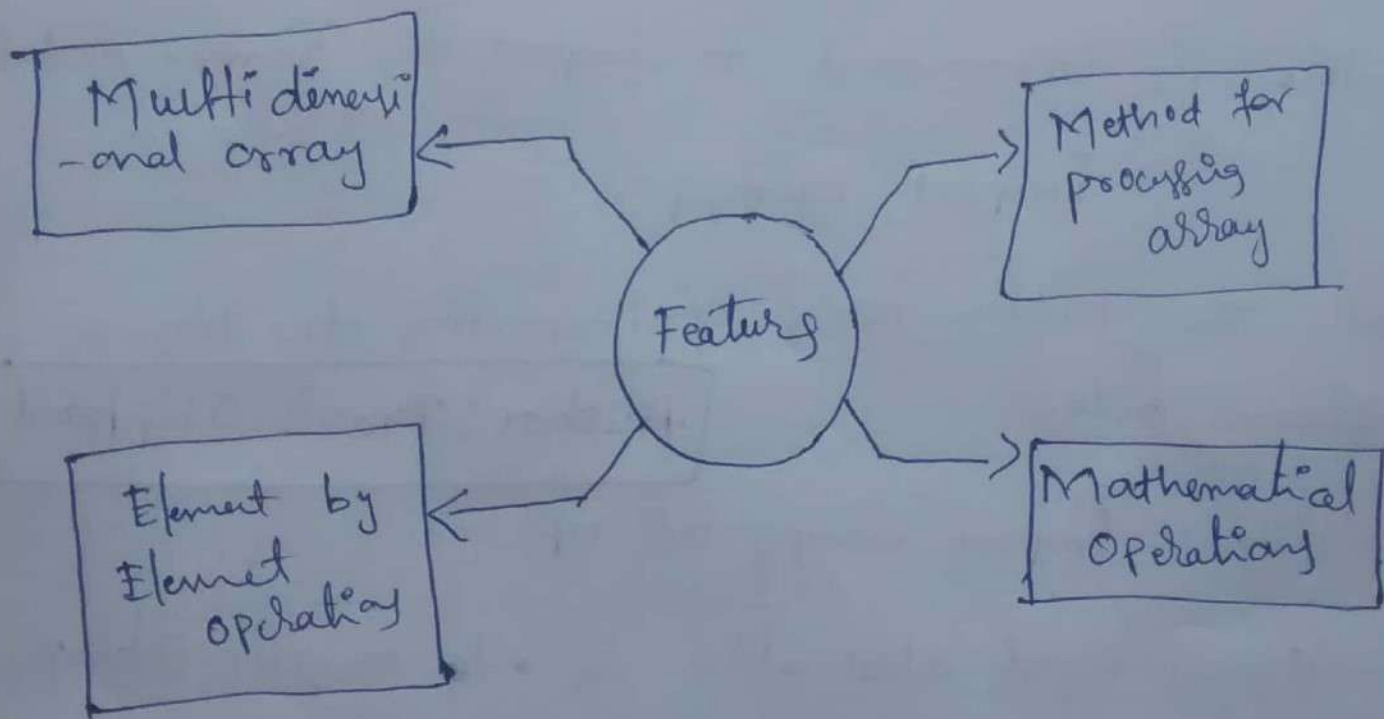 Multi dimensi
-onal array
Method for
processing
array
Features
Element by
Element
operations
Mathematical
Operations